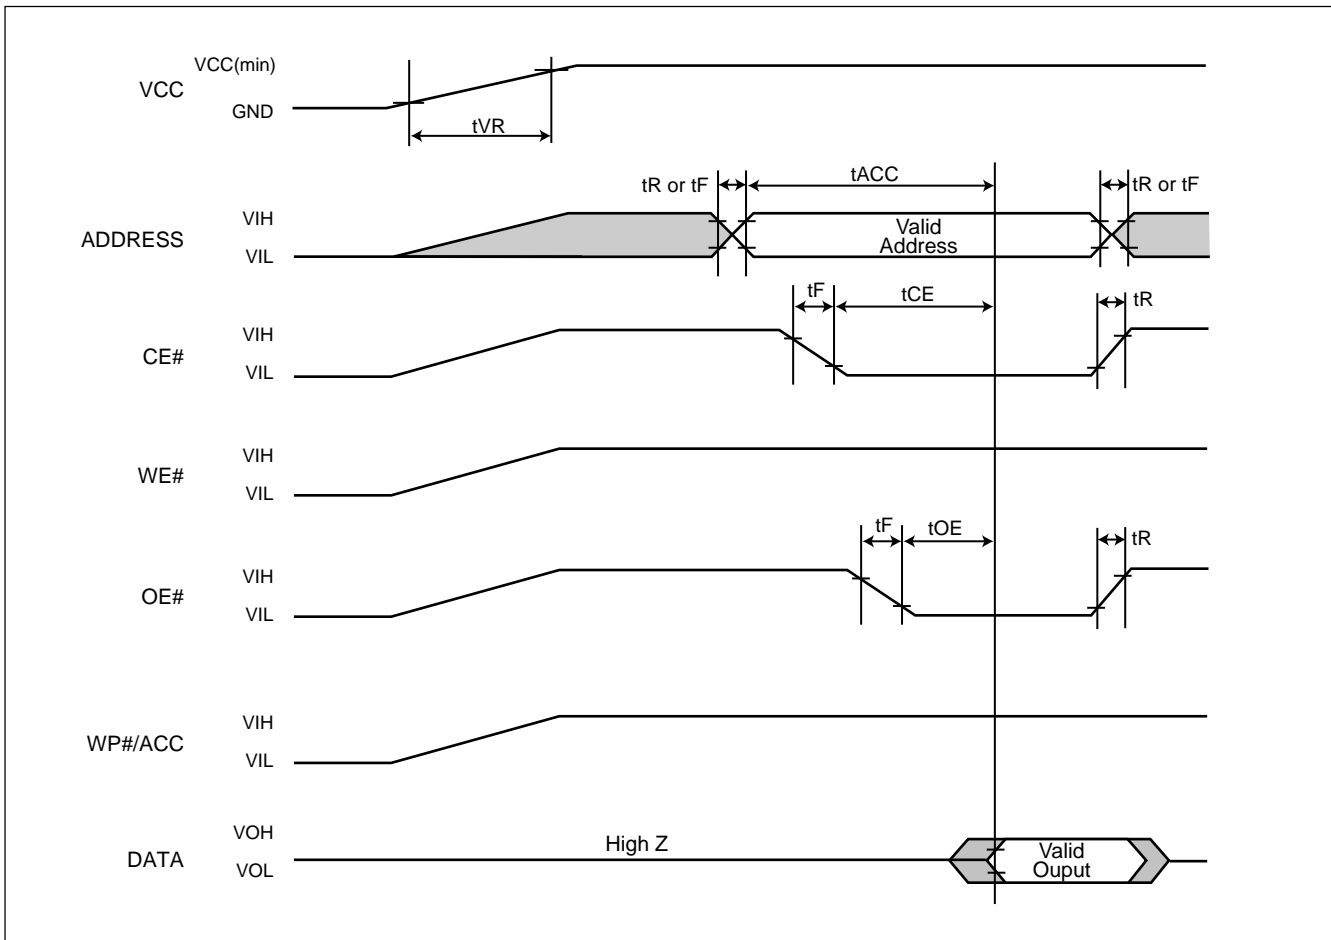 VCC(min)
VCC
GND
tVR
tR or tF
tACC
tR or tF
VIH
ADDRESS
VIL
Valid
Address
tF
tCE
tR
VIH
CE#
VIL
VIH
WE#
VIL
tF
tOE
tR
VIH
OE#
VIL
VIH
WP#/ACC
VIL
VOH
DATA
VOL
High Z
Valid
Ouput